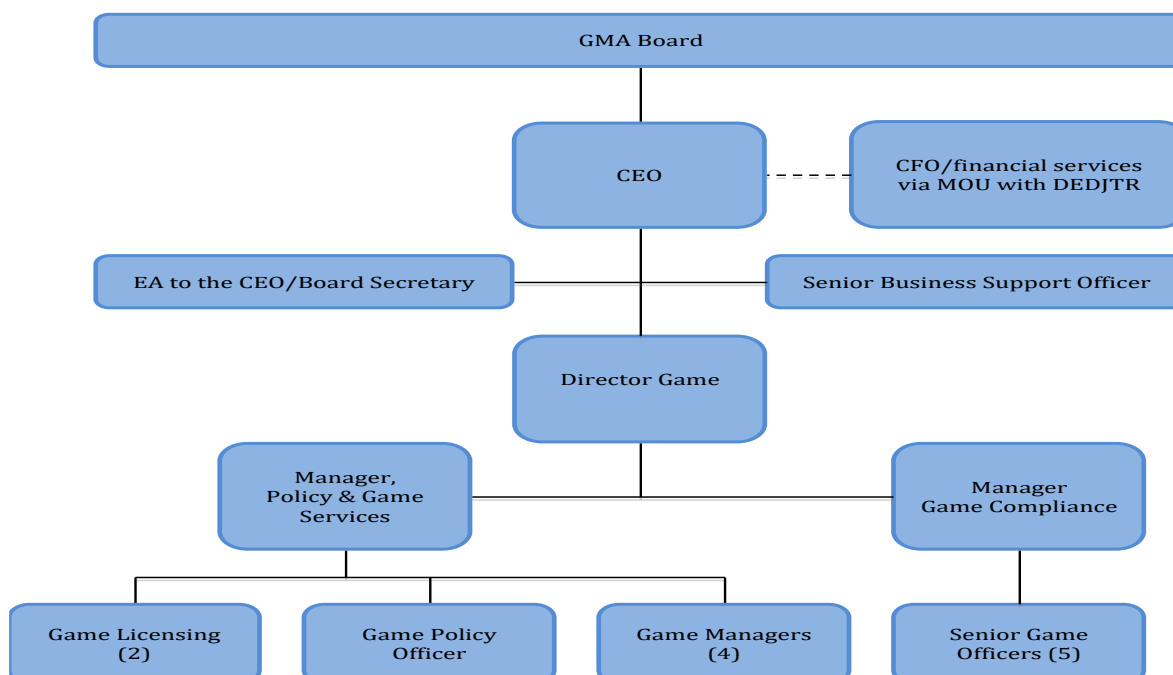 GMA Board
CEO
CFO/financial services
via MOU with DEDJTR
EA to the CEO/Board Secretary
Senior Business Support Officer
Director Game
Manager,
Policy & Game
Services
Manager
Game Compliance
Game Licensing
(2)
Game Policy
Officer
Game Managers
(4)
Senior Game
Officers (5)